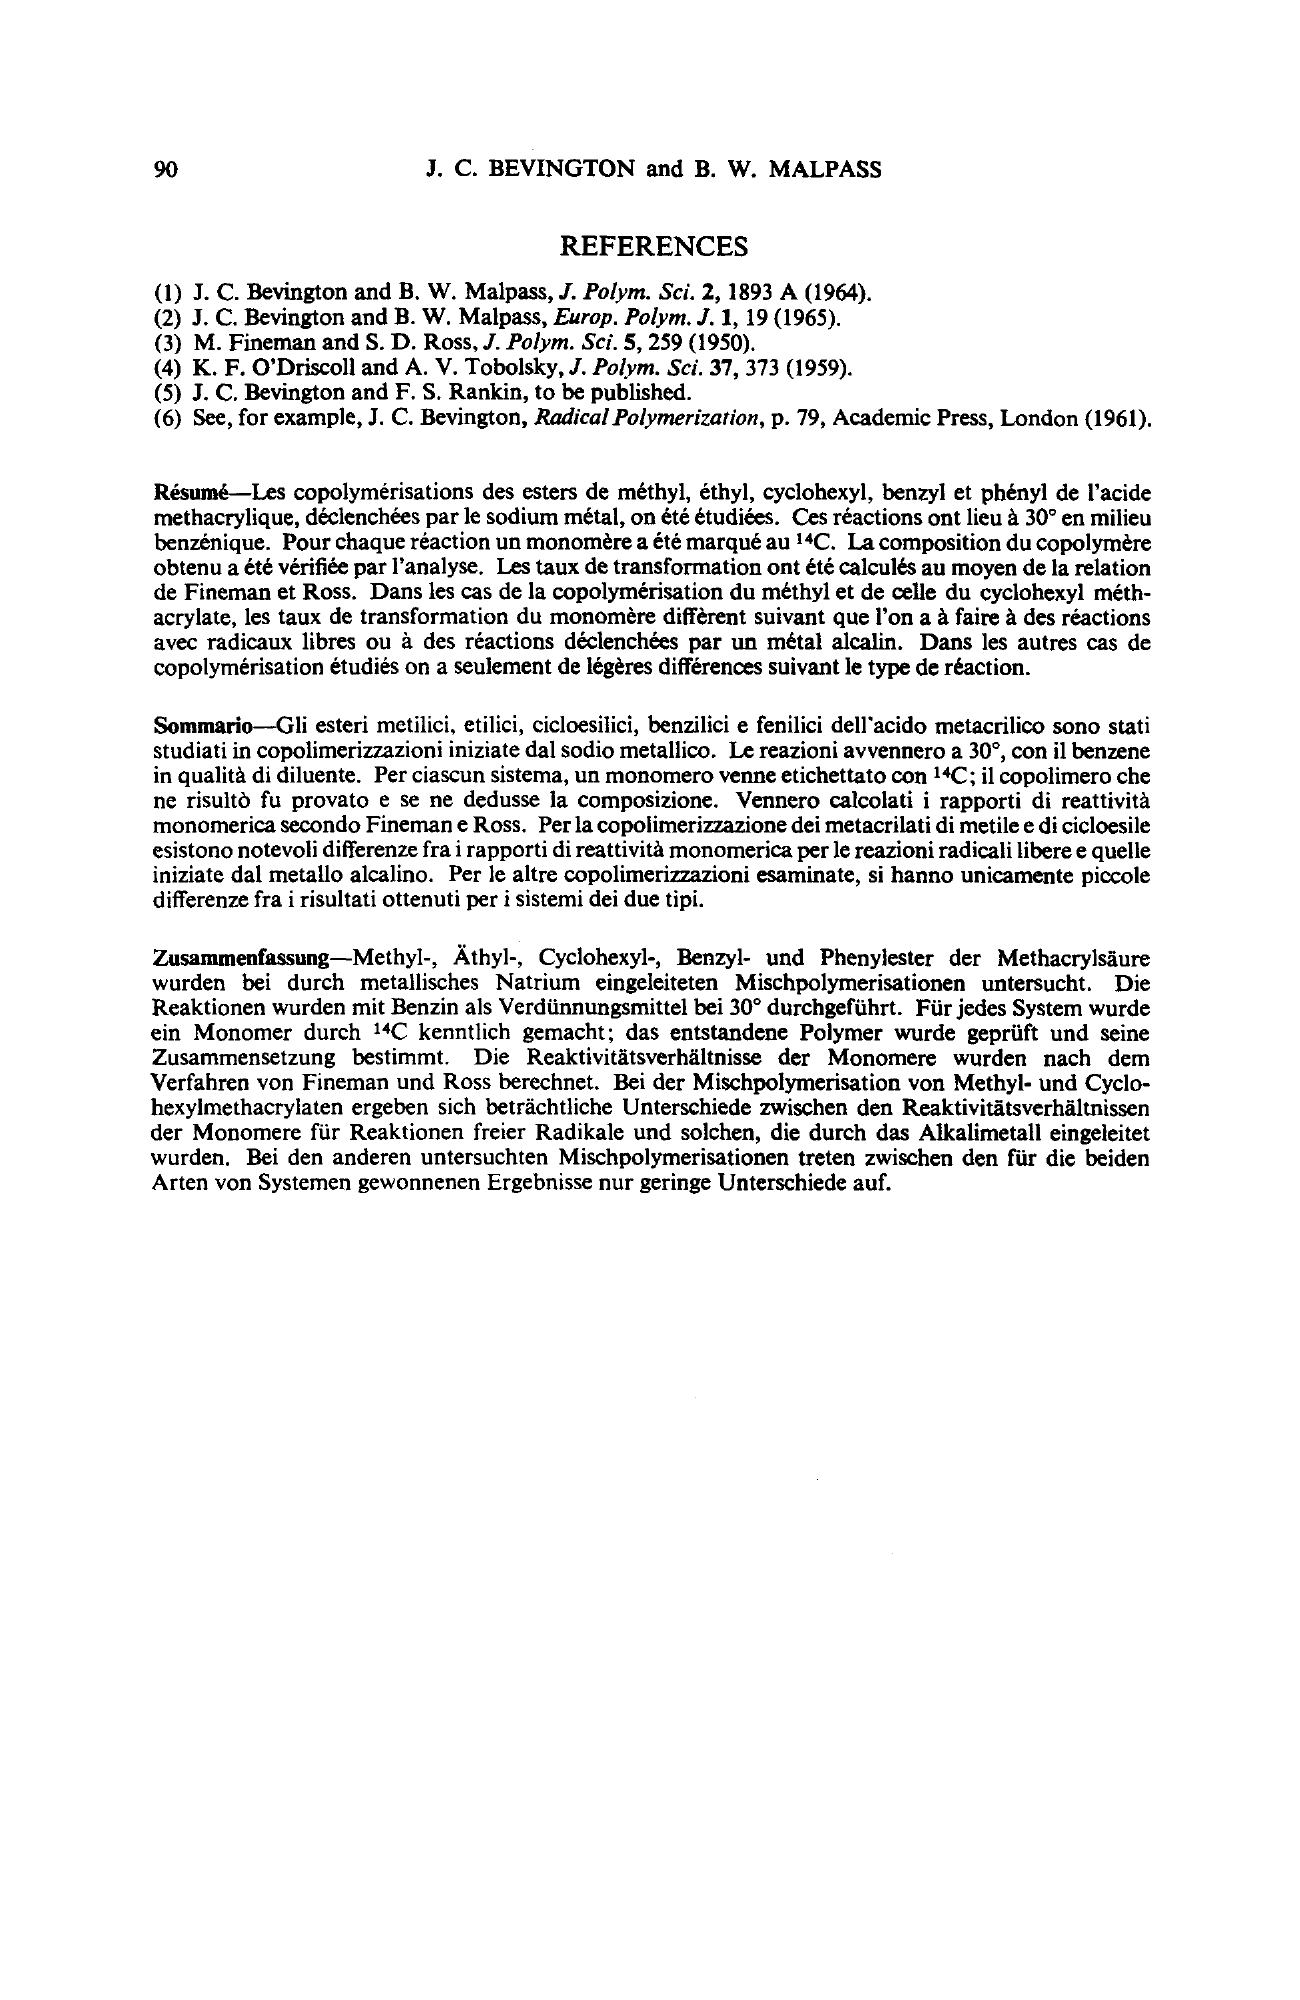 90
J. C. BEVINGTON and B. W. MALPASS
REFERENCES
(1) J. C. Bevington and B. W. Malpass, J. Polym. Sci. 2, 1893 A (1964).
(2) J. C. Bevington and B. W. Malpass, Europ. Polym. J. 1, 19 (1965).
(3) M. Fineman and S. D. Ross, J. Polym. Sci. 5, 259 (1950).
(4) K. F. O'Driscoll and A. V. Tobolsky, J. Polym. Sci. 37, 373 (1959).
(5) J. C. Bevington and F. S. Rankin, to be published.
(6) See, for example, J. C. Bevington, Radical Polymerization, p. 79, Academic Press, London (1961).
Résumé—Les copolymérisations des esters de méthyl, éthyl, cyclohexyl, benzyl et phényl de l'acide
methacrylique, déclenchées par le sodium métal, on été étudiées. Ces réactions ont lieu à 30° en milieu
benzénique. Pour chaque réaction un monomère a été marqué au ¹⁴C. La composition du copolymère
obtenu a été vérifiée par l'analyse. Les taux de transformation ont été calculés au moyen de la relation
de Fineman et Ross. Dans les cas de la copolymérisation du méthyl et de celle du cyclohexyl méth-
acrylate, les taux de transformation du monomère diffèrent suivant que l'on a à faire à des réactions
avec radicaux libres ou à des réactions déclenchées par un métal alcalin. Dans les autres cas de
copolymérisation étudiés on a seulement de légères différences suivant le type de réaction.
Sommario—Gli esteri metilici, etilici, cicloesilici, benzilici e fenilici dell'acido metacrilico sono stati
studiati in copolimerizzazioni iniziate dal sodio metallico. Le reazioni avvennero a 30°, con il benzene
in qualità di diluente. Per ciascun sistema, un monomero venne etichettato con ¹⁴C; il copolimero che
ne risultò fu provato e se ne dedusse la composizione. Vennero calcolati i rapporti di reattività
monomerica secondo Fineman e Ross. Per la copolimerizzazione dei metacrilati di metile e di cicloesile
esistono notevoli differenze fra i rapporti di reattività monomerica per le reazioni radicali libere e quelle
iniziate dal metallo alcalino. Per le altre copolimerizzazioni esaminate, si hanno unicamente piccole
differenze fra i risultati ottenuti per i sistemi dei due tipi.
Zusammenfassung—Methyl-, Äthyl-, Cyclohexyl-, Benzyl- und Phenylester der Methacrylsäure
wurden bei durch metallisches Natrium eingeleiteten Mischpolymerisationen untersucht. Die
Reaktionen wurden mit Benzin als Verdünnungsmittel bei 30° durchgeführt. Für jedes System wurde
ein Monomer durch ¹⁴C kenntlich gemacht; das entstandene Polymer wurde geprüft und seine
Zusammensetzung bestimmt. Die Reaktivitätsverhältnisse der Monomere wurden nach dem
Verfahren von Fineman und Ross berechnet. Bei der Mischpolymerisation von Methyl- und Cyclo-
hexylmethacrylaten ergeben sich beträchtliche Unterschiede zwischen den Reaktivitätsverhältnissen
der Monomere für Reaktionen freier Radikale und solchen, die durch das Alkalimetall eingeleitet
wurden. Bei den anderen untersuchten Mischpolymerisationen treten zwischen den für die beiden
Arten von Systemen gewonnenen Ergebnisse nur geringe Unterschiede auf.